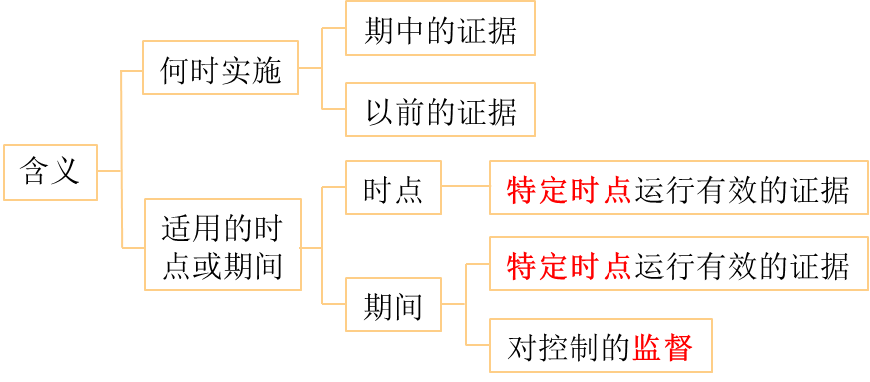 期中的证据
何时实施
以前的证据
含义
时点
特定时点运行有效的证据
适用的时
点或期间
特定时点运行有效的证据
期间
对控制的监督